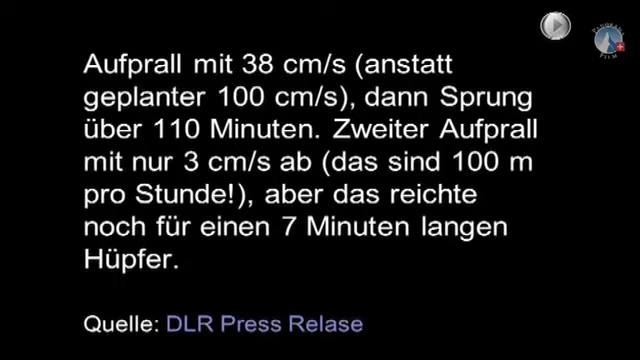 Aufprall mit 38 cm/s (anstatt
geplanter 100 cm/s), dann Sprung
über 110 Minuten. Zweiter Aufprall
mit nur 3 cm/s ab (das sind 100 m
pro Stunde!), aber das reichte
noch für einen 7 Minuten langen
Hüpfer.
Quelle: DLR Press Relase
PANORAMA
FILM